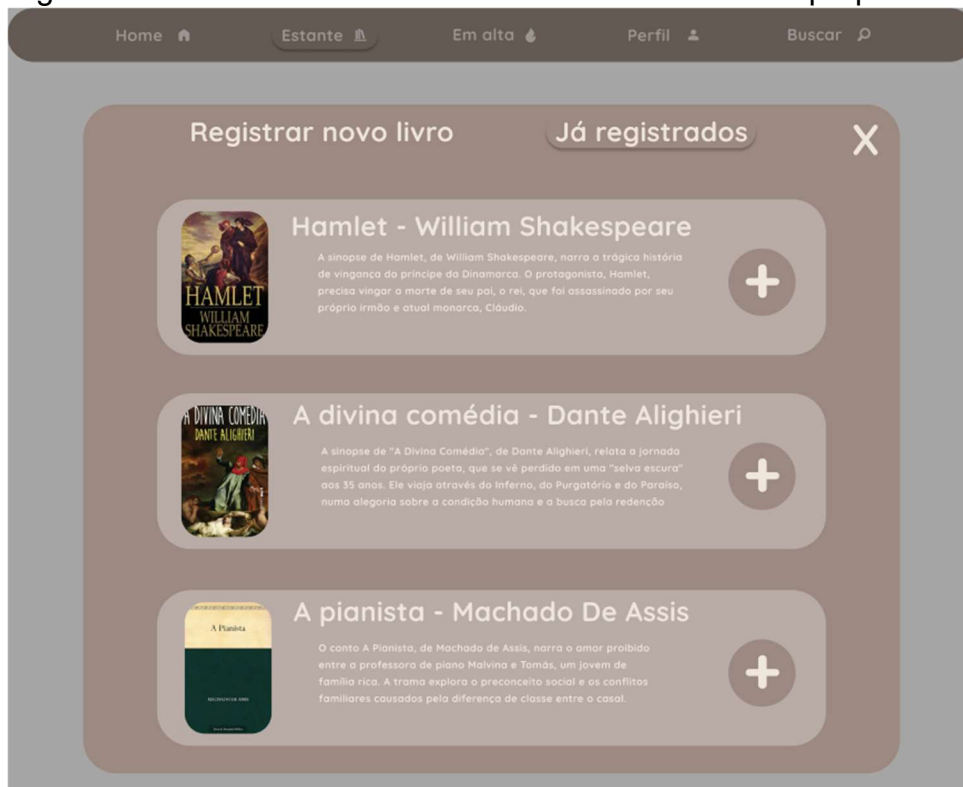 Home Estante Em alta Perfil Buscar
Registrar novo livro Já registrados X
HAMLET
WILLIAM
SHAKESPEARE
Hamlet - William Shakespeare
A sinopse de Hamlet, de William Shakespeare, narra a trágica história
de vingança do príncipe da Dinamarca. O protagonista, Hamlet,
precisa vingar a morte de seu pai, o rei, que foi assassinado por seu
próprio irmão e atual monarca, Cláudio.
A DIVINA COMÉDIA
DANTE ALIGHIERI
A divina comédia - Dante Alighieri
A sinopse de "A Divina Comédia", de Dante Alighieri, relata a jornada
espiritual do próprio poeta, que se vê perdido em uma "selva escura"
aos 35 anos. Ele viaja através do Inferno, do Purgatório e do Paraíso,
numa alegoria sobre a condição humana e a busca pela redenção
A Pianista
MACHADO DE ASSIS
A pianista - Machado De Assis
O conto A Pianista, de Machado de Assis, narra o amor proibido
entre a professora de piano Malvina e Tomás, um jovem de
família rica. A trama explora o preconceito social e os conflitos
familiares causados pela diferença de classe entre o casal.